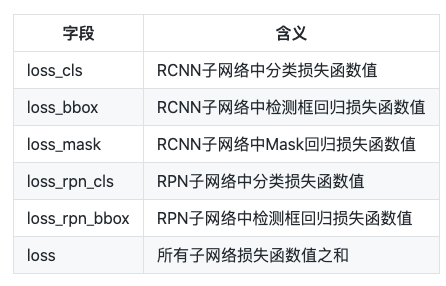 字段 含义
loss_cls RCNN子网络中分类损失函数值
loss_bbox RCNN子网络中检测框回归损失函数值
loss_mask RCNN子网络中Mask回归损失函数值
loss_rpn_cls RPN子网络中分类损失函数值
loss_rpn_bbox RPN子网络中检测框回归损失函数值
loss 所有子网络损失函数值之和